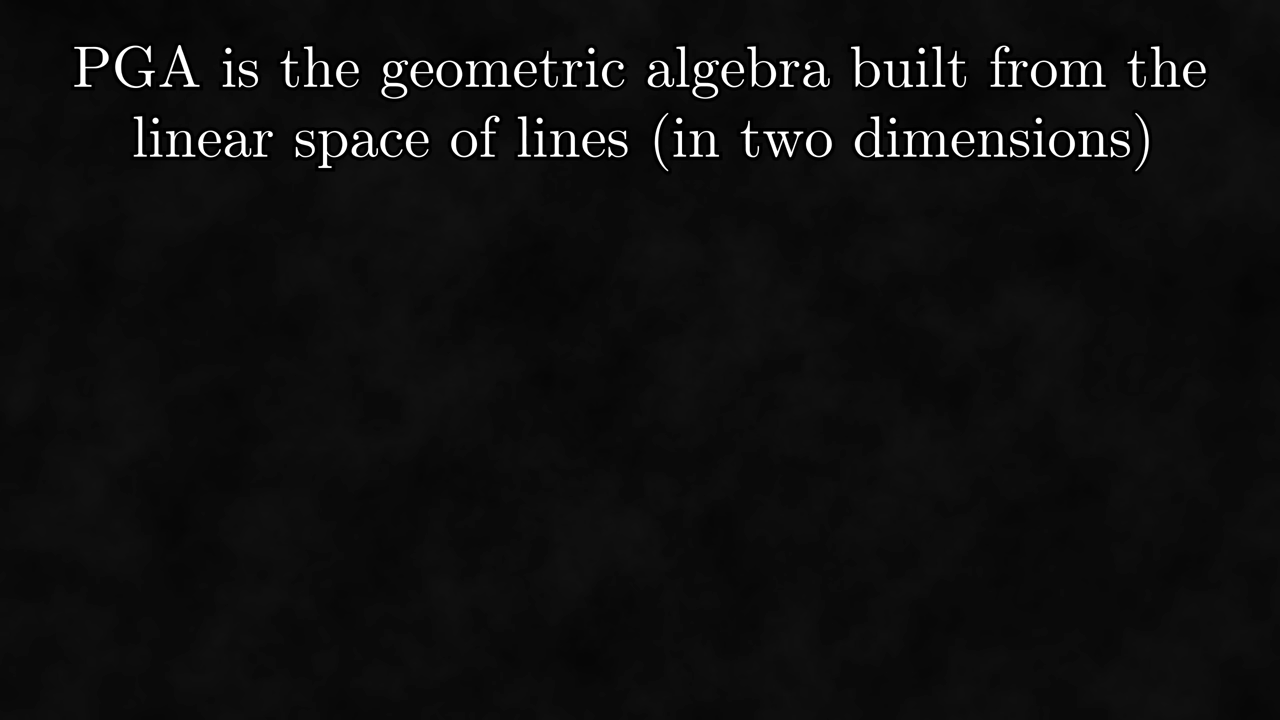 PGA is the geometric algebra built from the
linear space of lines (in two dimensions)